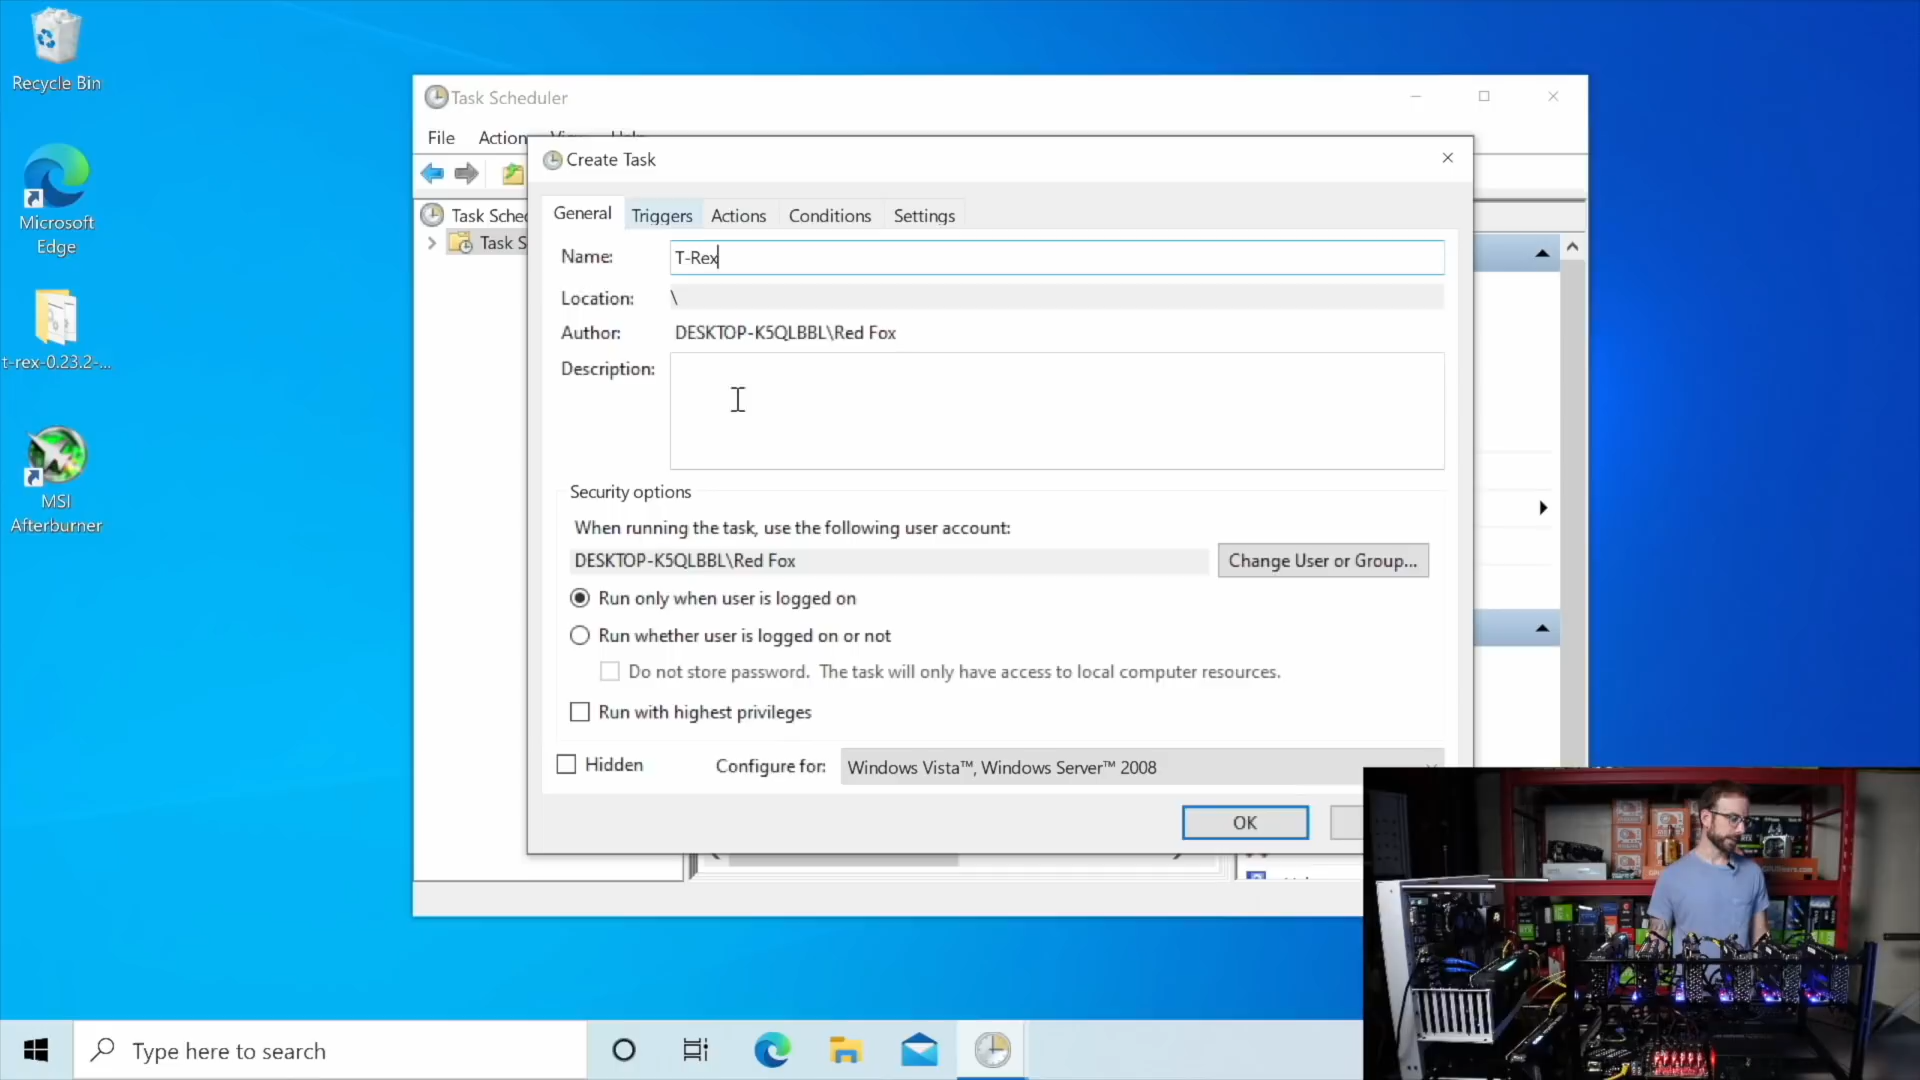 Recycle Bin
Microsoft
Edge
t-rex-0.23.2-...
MSI
Afterburner
Task Scheduler
File Action View Help
Create Task
General Triggers Actions Conditions Settings
Task Sche
Task S
Name: T-Rex
Location: \
Author: DESKTOP-K5QLBBL\Red Fox
Description:
Security options
When running the task, use the following user account:
DESKTOP-K5QLBBL\Red Fox
Change User or Group...
Run only when user is logged on
Run whether user is logged on or not
Do not store password. The task will only have access to local computer resources.
Run with highest privileges
Hidden
Configure for: Windows Vista™, Windows Server™ 2008
OK
Type here to search